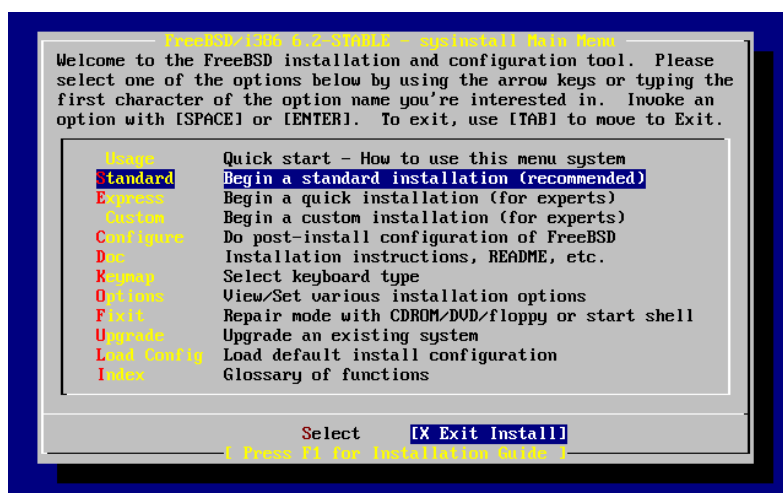 FreeBSD/i386 6.2-STABLE - sysinstall Main Menu
Welcome to the FreeBSD installation and configuration tool.  Please
select one of the options below by using the arrow keys or typing the
first character of the option name you're interested in.  Invoke an
option with [SPACE] or [ENTER].  To exit, use [TAB] to move to Exit.
Usage Quick start - How to use this menu system
Standard Begin a standard installation (recommended)
Express Begin a quick installation (for experts)
Custom Begin a custom installation (for experts)
Configure Do post-install configuration of FreeBSD
Doc Installation instructions, README, etc.
Keymap Select keyboard type
Options View/Set various installation options
Fixit Repair mode with CDROM/DVD/floppy or start shell
Upgrade Upgrade an existing system
Load Config Load default install configuration
Index Glossary of functions
Select [X Exit Install]
[ Press F1 for Installation Guide ]